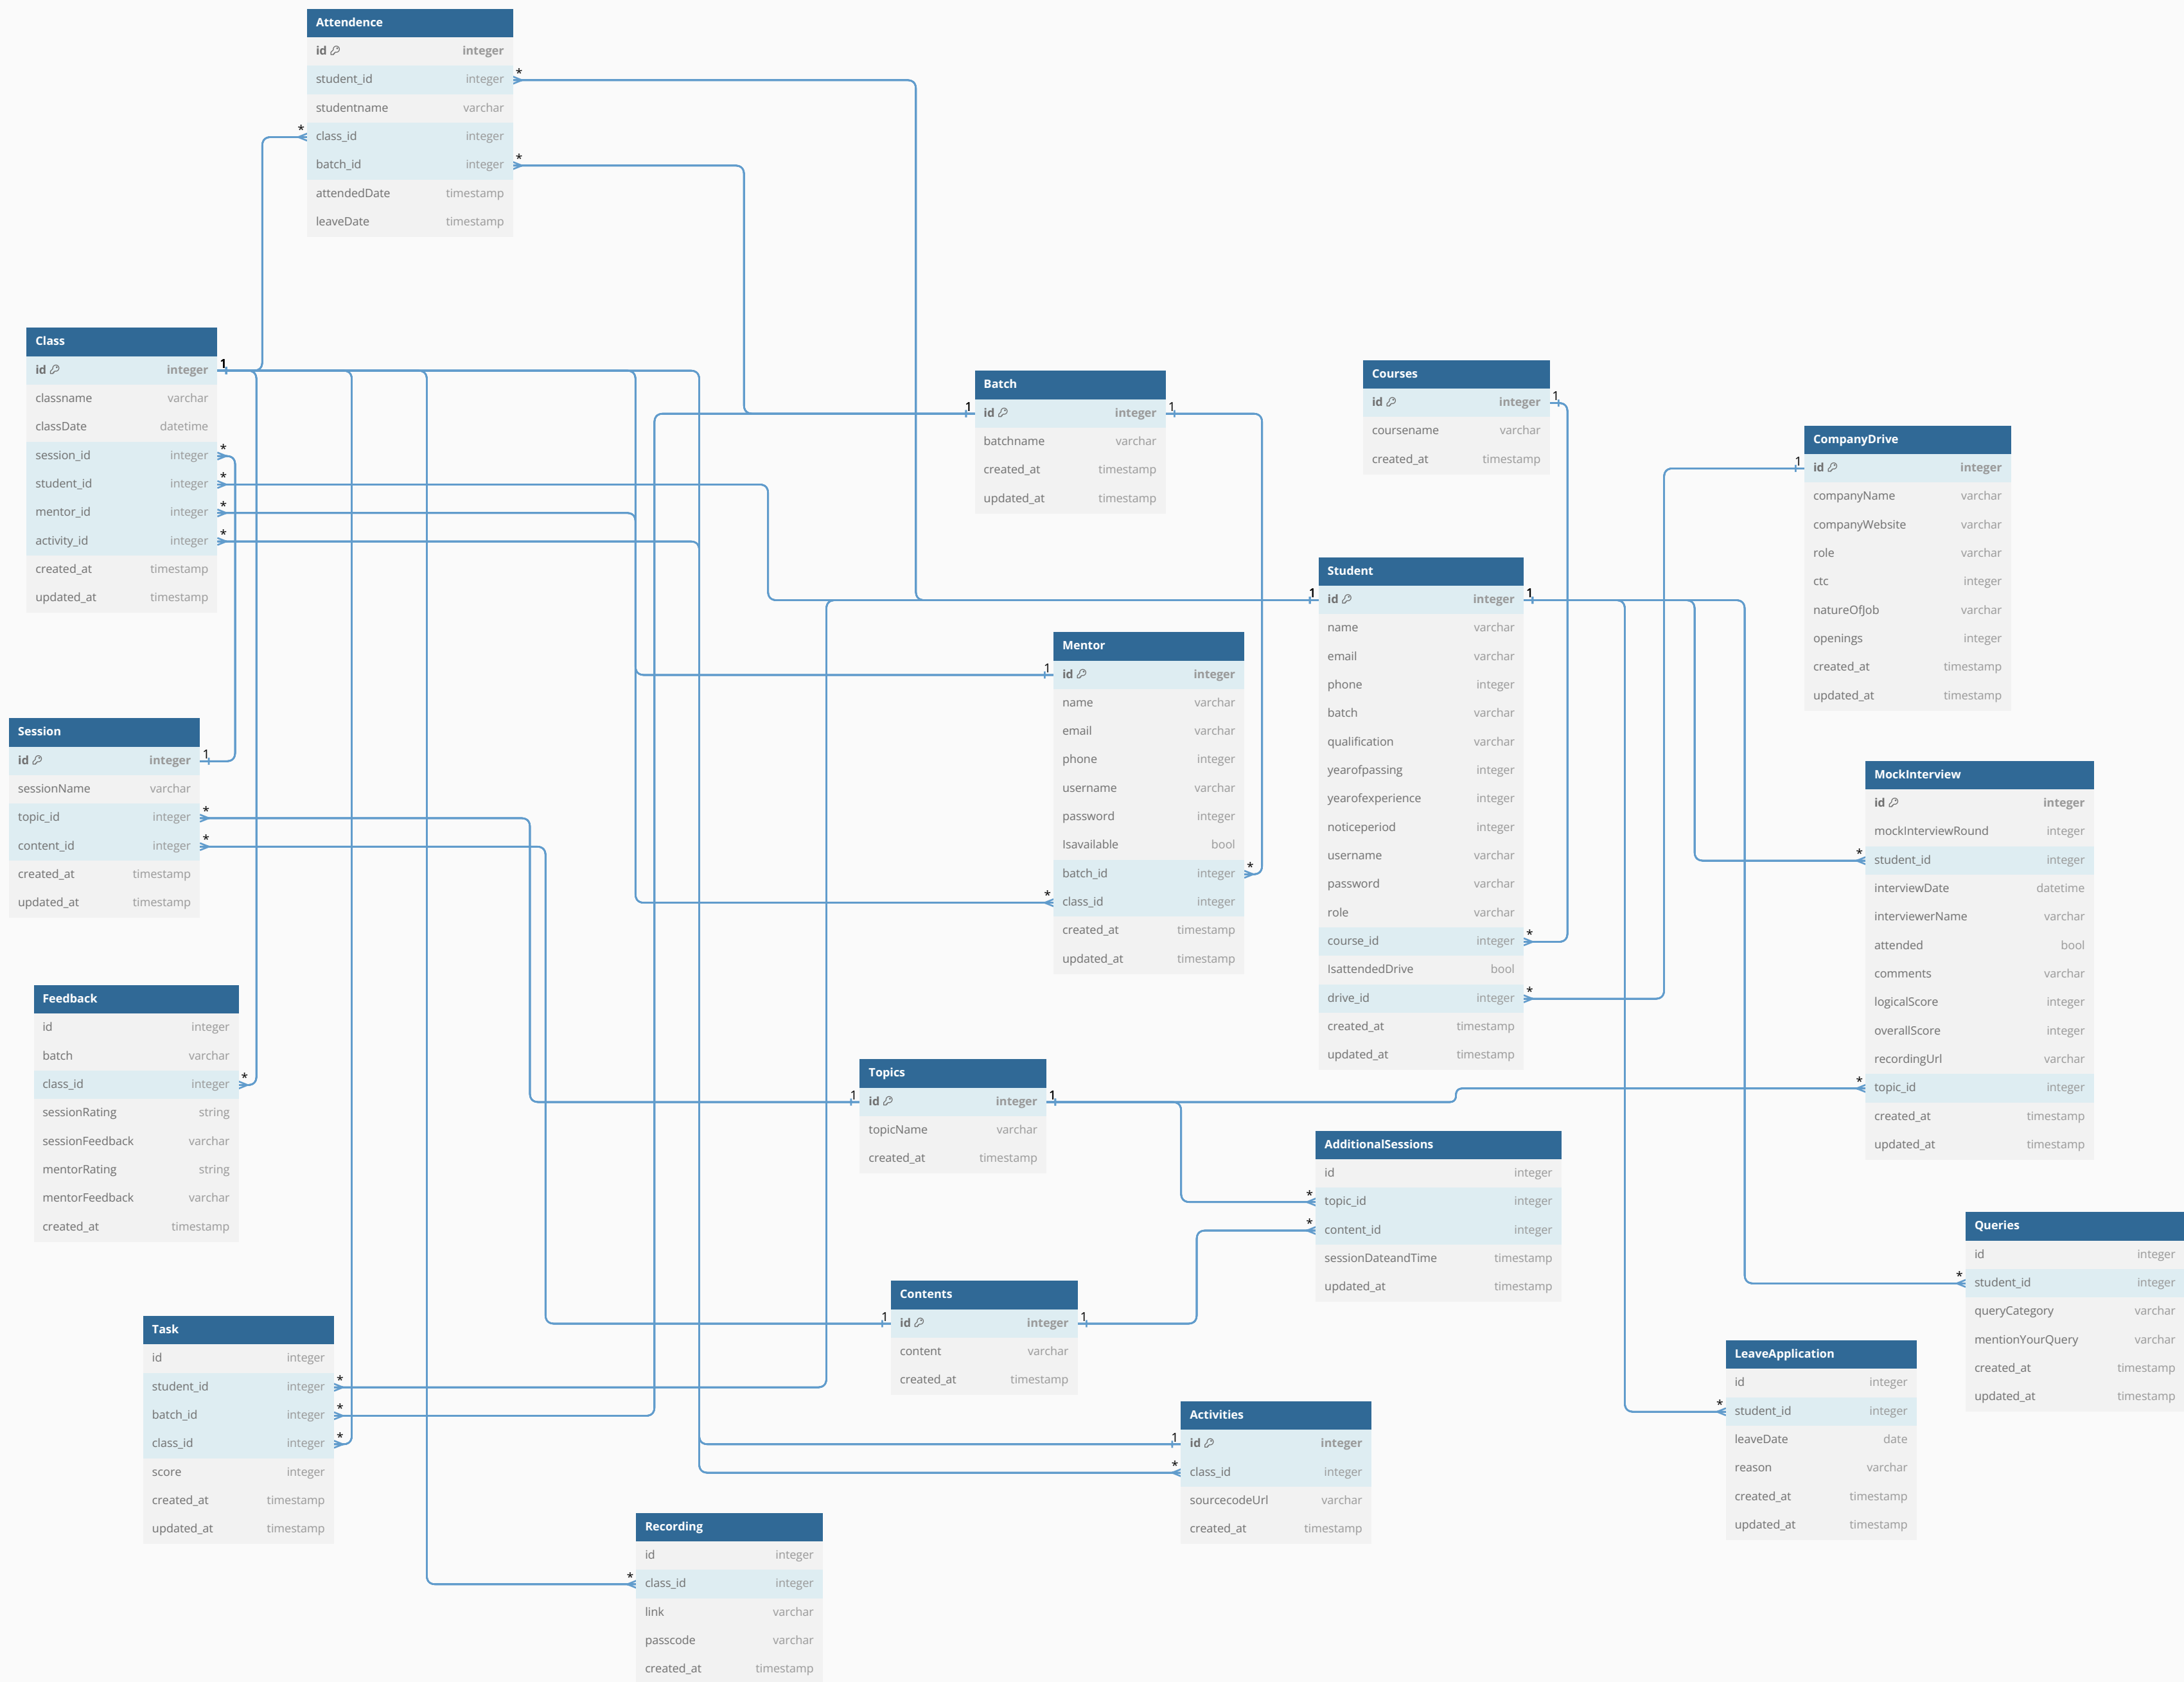 Attendence
id integer
student_id integer
studentname varchar
class_id integer
batch_id integer
attendedDate timestamp
leaveDate timestamp
* * *
Class
id integer
classname varchar
classDate datetime
session_id integer
student_id integer
mentor_id integer
activity_id integer
created_at timestamp
updated_at timestamp
1 * * * *
Batch
id integer
batchname varchar
created_at timestamp
updated_at timestamp
1 1
Courses
id integer
coursename varchar
created_at timestamp
1
CompanyDrive
id integer
companyName varchar
companyWebsite varchar
role varchar
ctc integer
natureOfJob varchar
openings integer
created_at timestamp
updated_at timestamp
1
Student
id integer
name varchar
email varchar
phone integer
batch varchar
qualification varchar
yearofpassing integer
yearofexperience integer
noticeperiod integer
username varchar
password varchar
role varchar
course_id integer
IsattendedDrive bool
drive_id integer
created_at timestamp
updated_at timestamp
1 1 * *
Mentor
id integer
name varchar
email varchar
phone integer
username varchar
password integer
Isavailable bool
batch_id integer
class_id integer
created_at timestamp
updated_at timestamp
1 * *
Session
id integer
sessionName varchar
topic_id integer
content_id integer
created_at timestamp
updated_at timestamp
1 * *
MockInterview
id integer
mockInterviewRound integer
student_id integer
interviewDate datetime
interviewerName varchar
attended bool
comments varchar
logicalScore integer
overallScore integer
recordingUrl varchar
topic_id integer
created_at timestamp
updated_at timestamp
* *
Feedback
id integer
batch varchar
class_id integer
sessionRating string
sessionFeedback varchar
mentorRating string
mentorFeedback varchar
created_at timestamp
*
Topics
id integer
topicName varchar
created_at timestamp
1 1
AdditionalSessions
id integer
topic_id integer
content_id integer
sessionDateandTime timestamp
updated_at timestamp
* *
Queries
id integer
student_id integer
queryCategory varchar
mentionYourQuery varchar
created_at timestamp
updated_at timestamp
*
Contents
id integer
content varchar
created_at timestamp
1 1
Task
id integer
student_id integer
batch_id integer
class_id integer
score integer
created_at timestamp
updated_at timestamp
* * *
LeaveApplication
id integer
student_id integer
leaveDate date
reason varchar
created_at timestamp
updated_at timestamp
*
Activities
id integer
class_id integer
sourcecodeUrl varchar
created_at timestamp
1 *
Recording
id integer
class_id integer
link varchar
passcode varchar
created_at timestamp
*